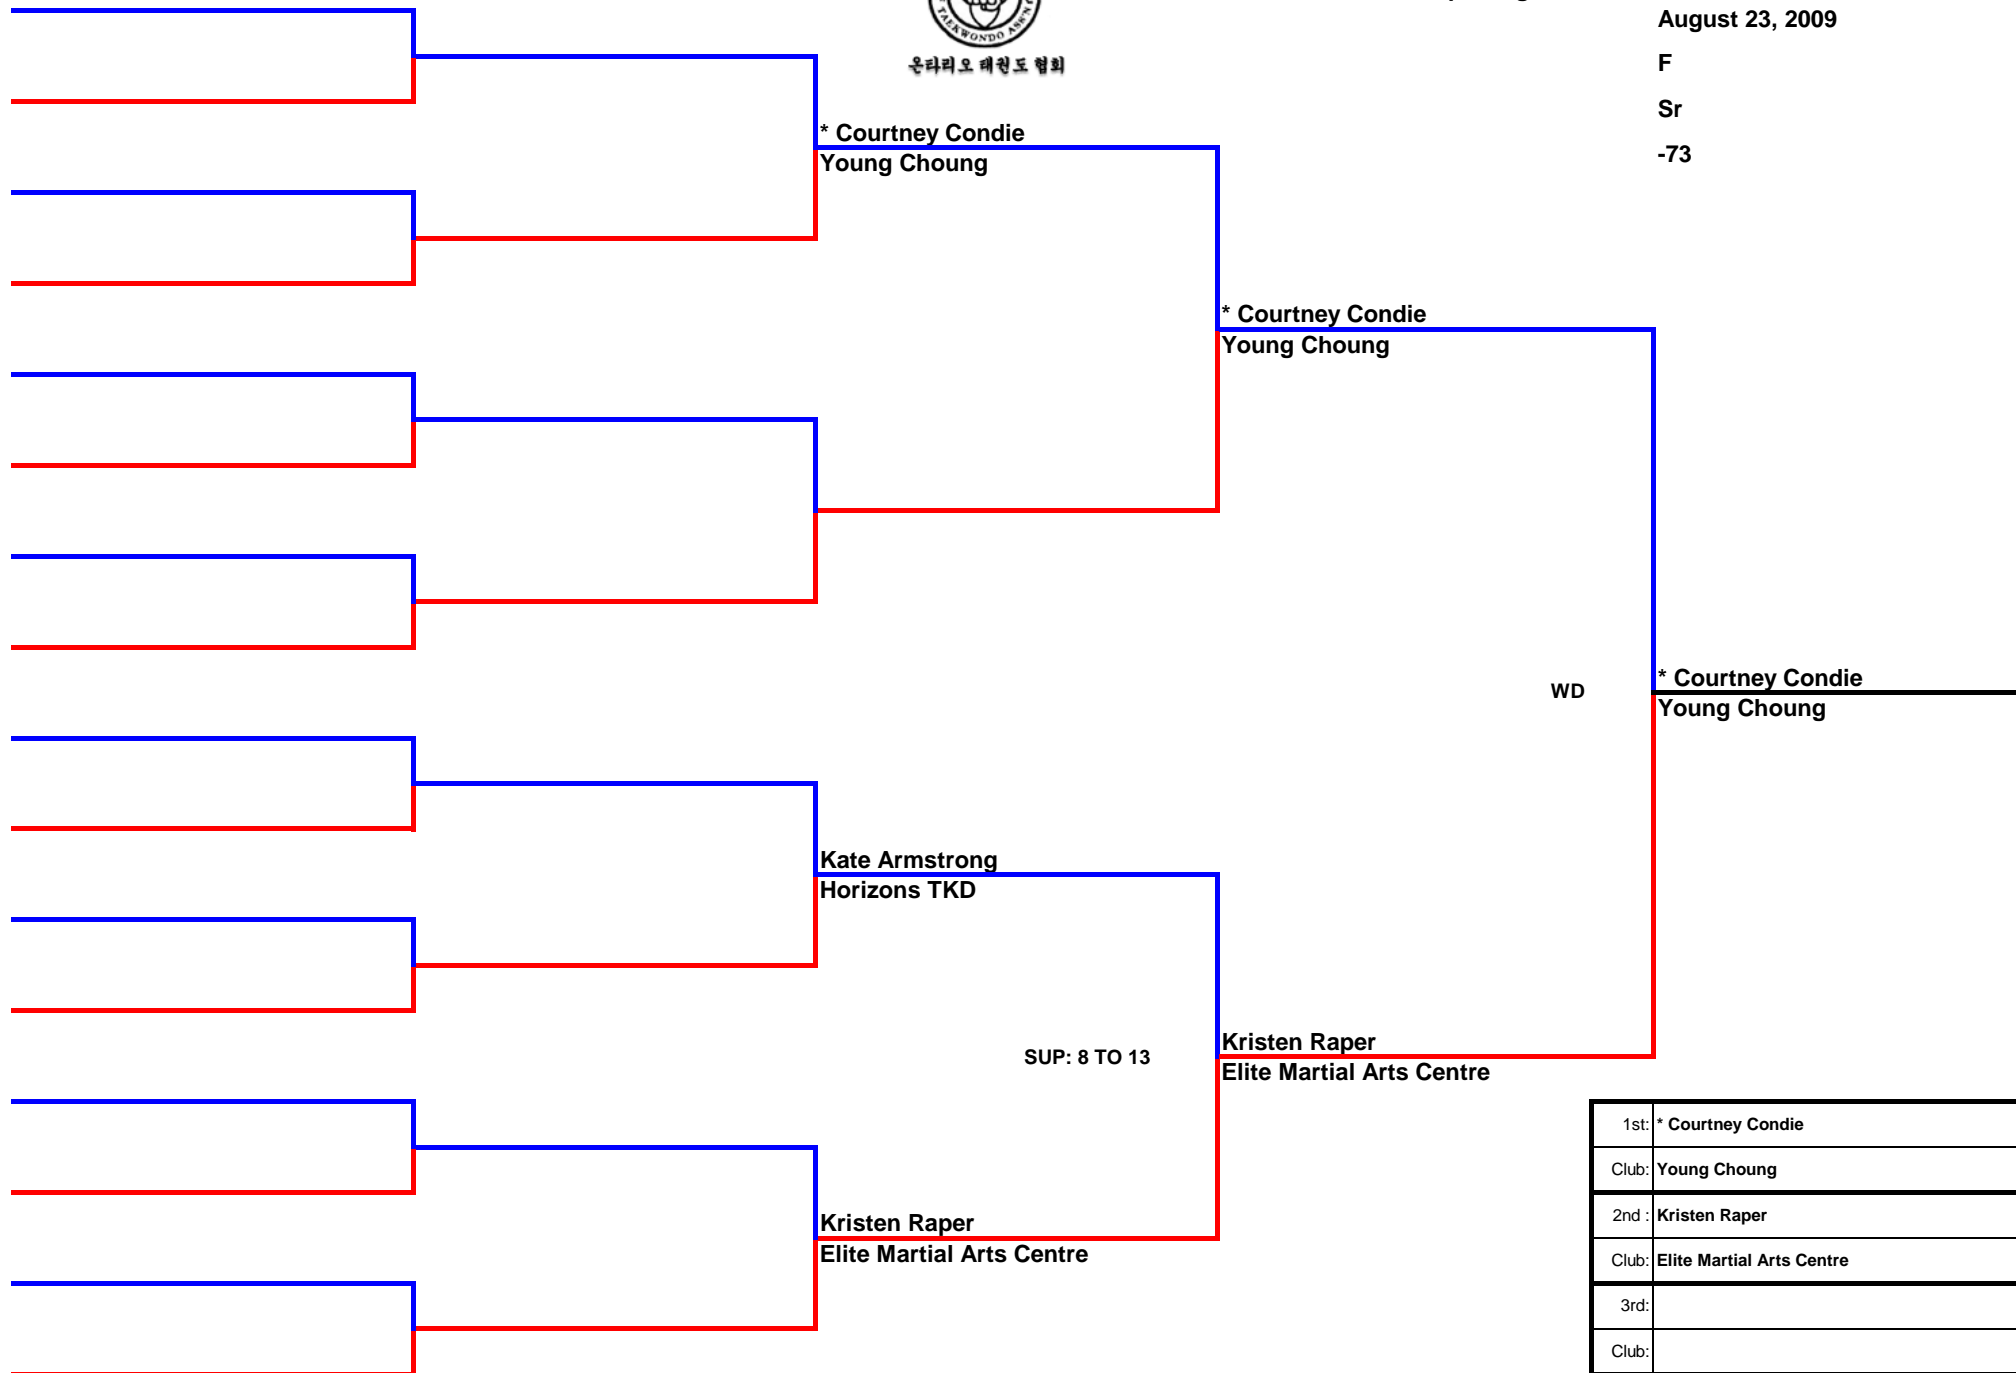 TAEKWONDO ASS'N
온타리오 태권도 협회
August 23, 2009
F
Sr
-73
* Courtney Condie
Young Choung
* Courtney Condie
Young Choung
WD
* Courtney Condie
Young Choung
Kate Armstrong
Horizons TKD
SUP: 8 TO 13
Kristen Raper
Elite Martial Arts Centre
Kristen Raper
Elite Martial Arts Centre
1st: * Courtney Condie
Club: Young Choung
2nd : Kristen Raper
Club: Elite Martial Arts Centre
3rd:
Club: